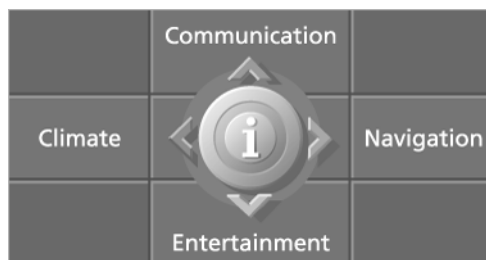 Communication
Climate
i
Navigation
Entertainment